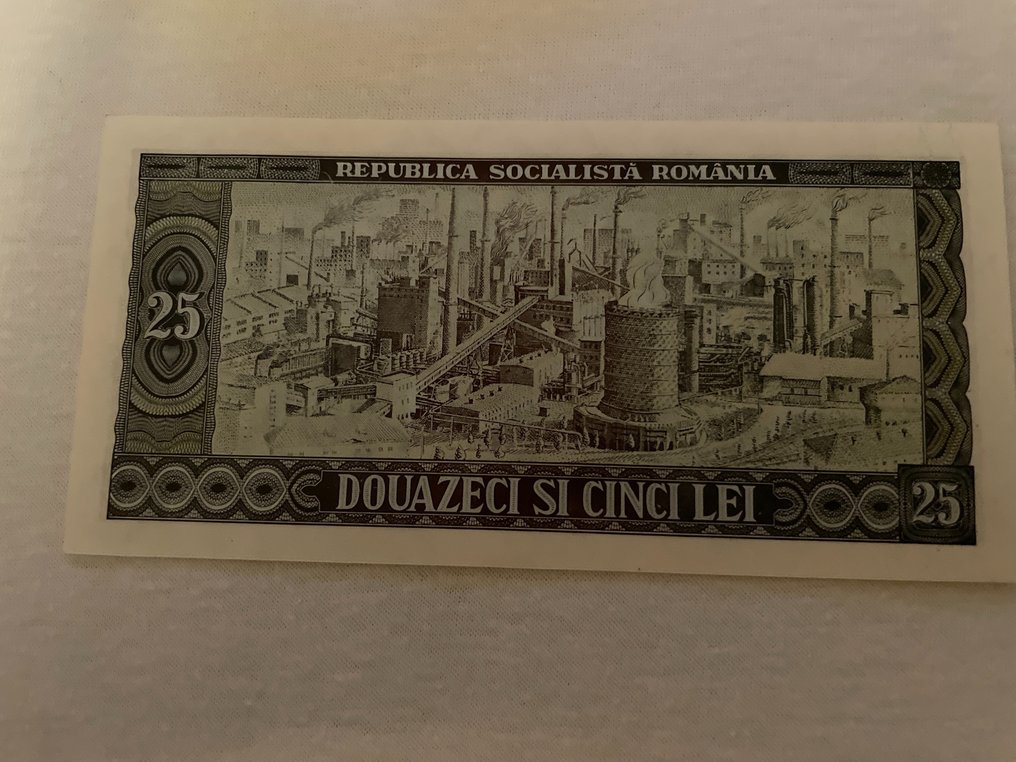 REPUBLICA SOCIALISTĂ ROMÂNIA
25
DOUAZECI SI CINCI LEI
25